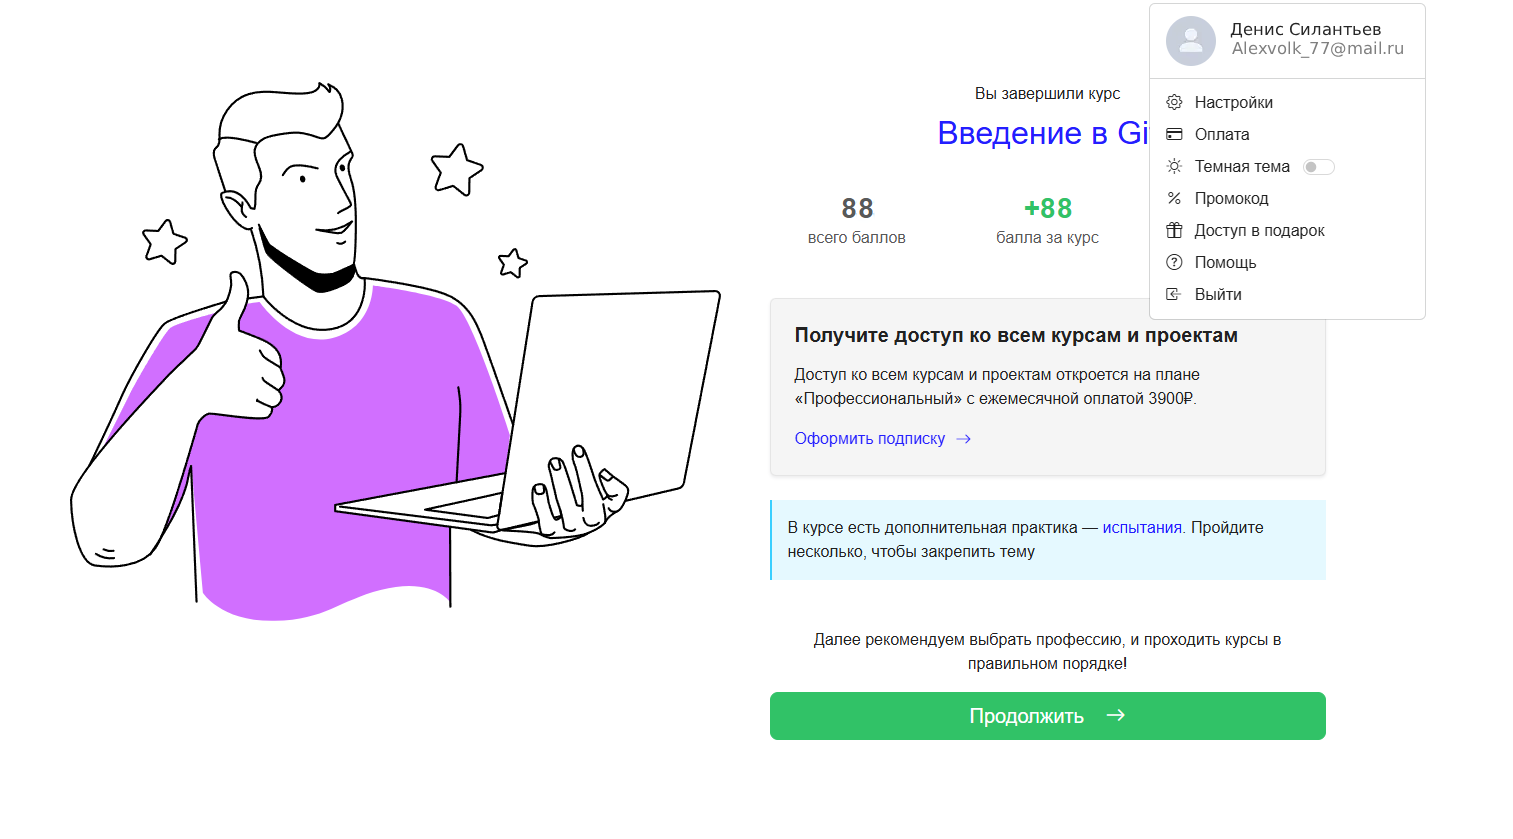 Денис Силантьев
Alexvolk_77@mail.ru
Настройки
Оплата
Темная тема
Промокод
Доступ в подарок
Помощь
Выйти
Вы завершили курс
Введение в Gi
88
всего баллов
+88
балла за курс
Получите доступ ко всем курсам и проектам
Доступ ко всем курсам и проектам откроется на плане
«Профессиональный» с ежемесячной оплатой 3900₽.
Оформить подписку →
В курсе есть дополнительная практика — испытания. Пройдите
несколько, чтобы закрепить тему
Далее рекомендуем выбрать профессию, и проходить курсы в
правильном порядке!
Продолжить →